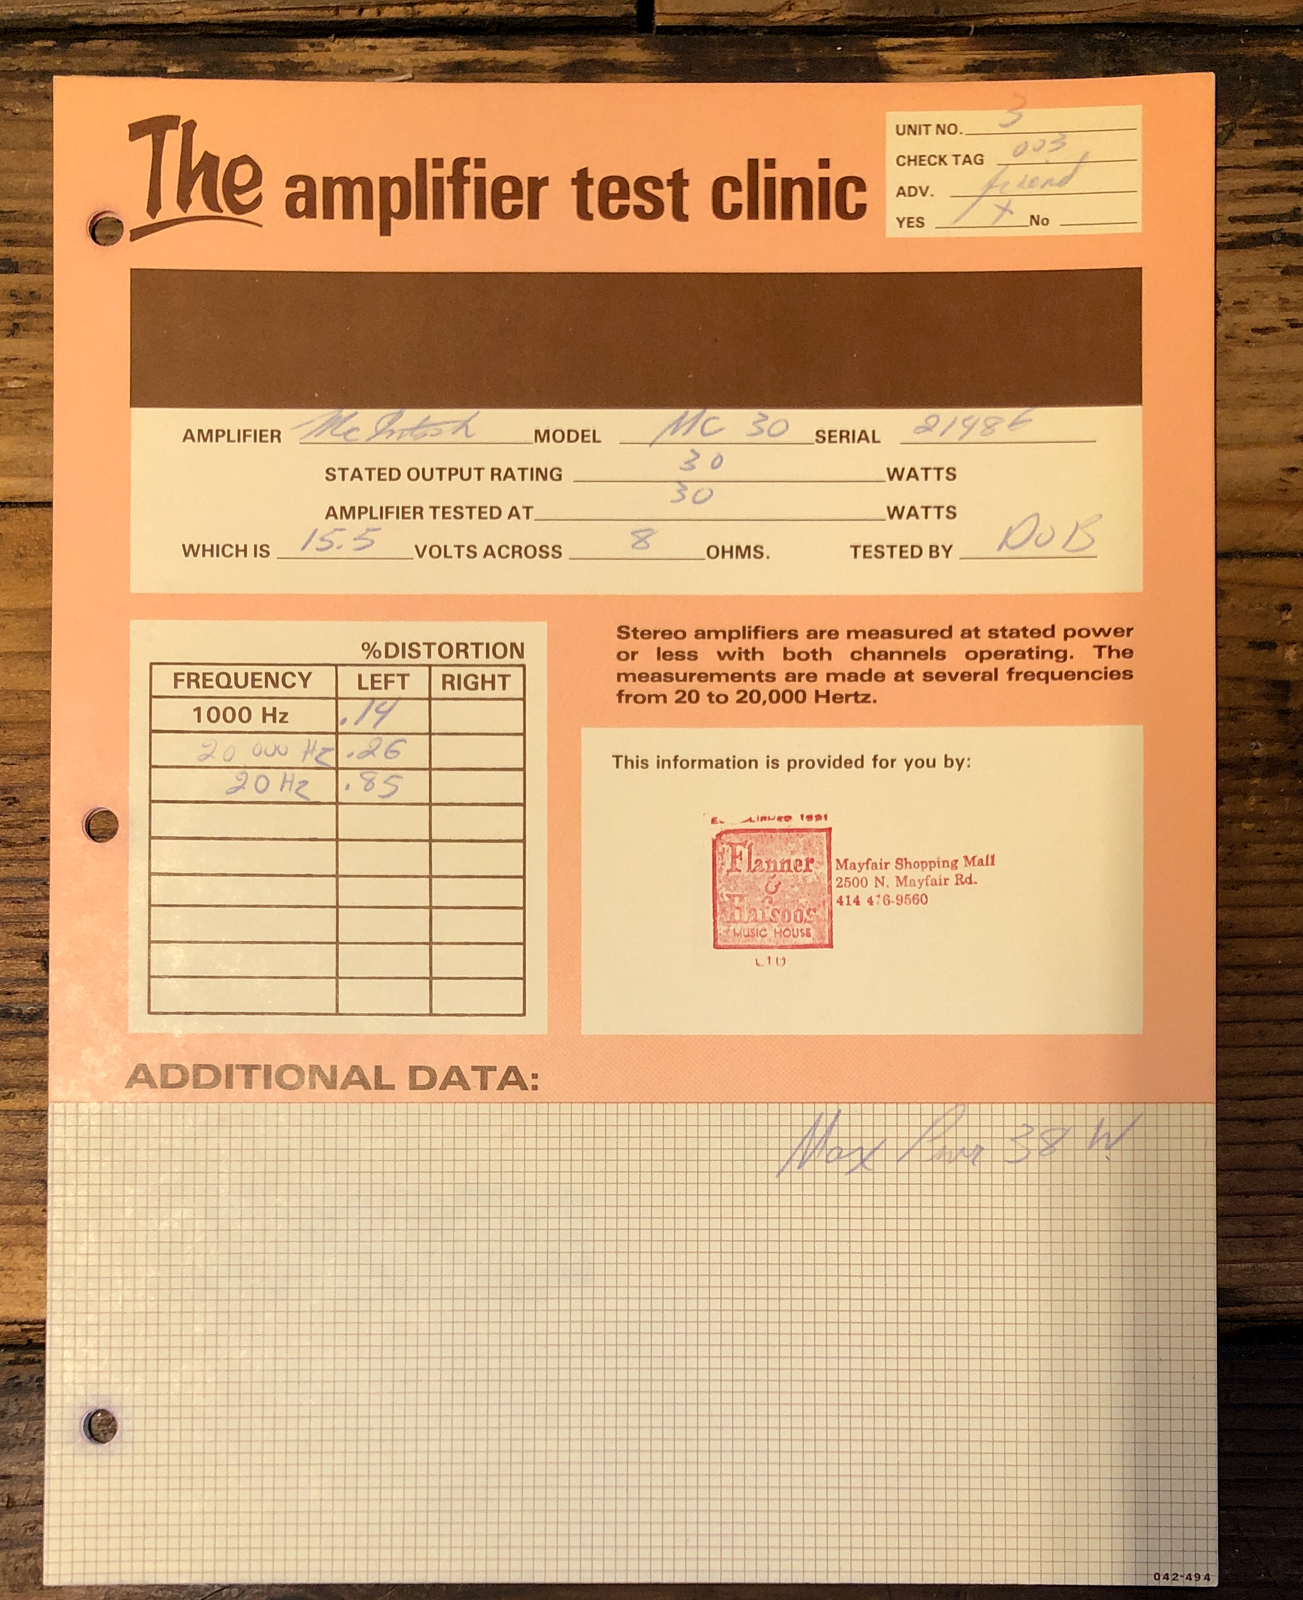 The amplifier test clinic
UNIT NO. 3
CHECK TAG 003
ADV. friend
YES X No
AMPLIFIER McIntosh MODEL MC 30 SERIAL
STATED OUTPUT RATING 30 WATTS
AMPLIFIER TESTED AT 30 WATTS
WHICH IS 15.5 VOLTS ACROSS 8 OHMS. TESTED BY DOB
%DISTORTION
FREQUENCY LEFT RIGHT
1000 Hz .14
20 000 Hz .26
20 Hz .85
Stereo amplifiers are measured at stated power
or less with both channels operating. The
measurements are made at several frequencies
from 20 to 20,000 Hertz.
This information is provided for you by:
Flanner
&
MUSIC HOUSE
LTD
Mayfair Shopping Mall
2500 N. Mayfair Rd.
414 476-9560
ADDITIONAL DATA:
Max Pwr 38 W
042-494